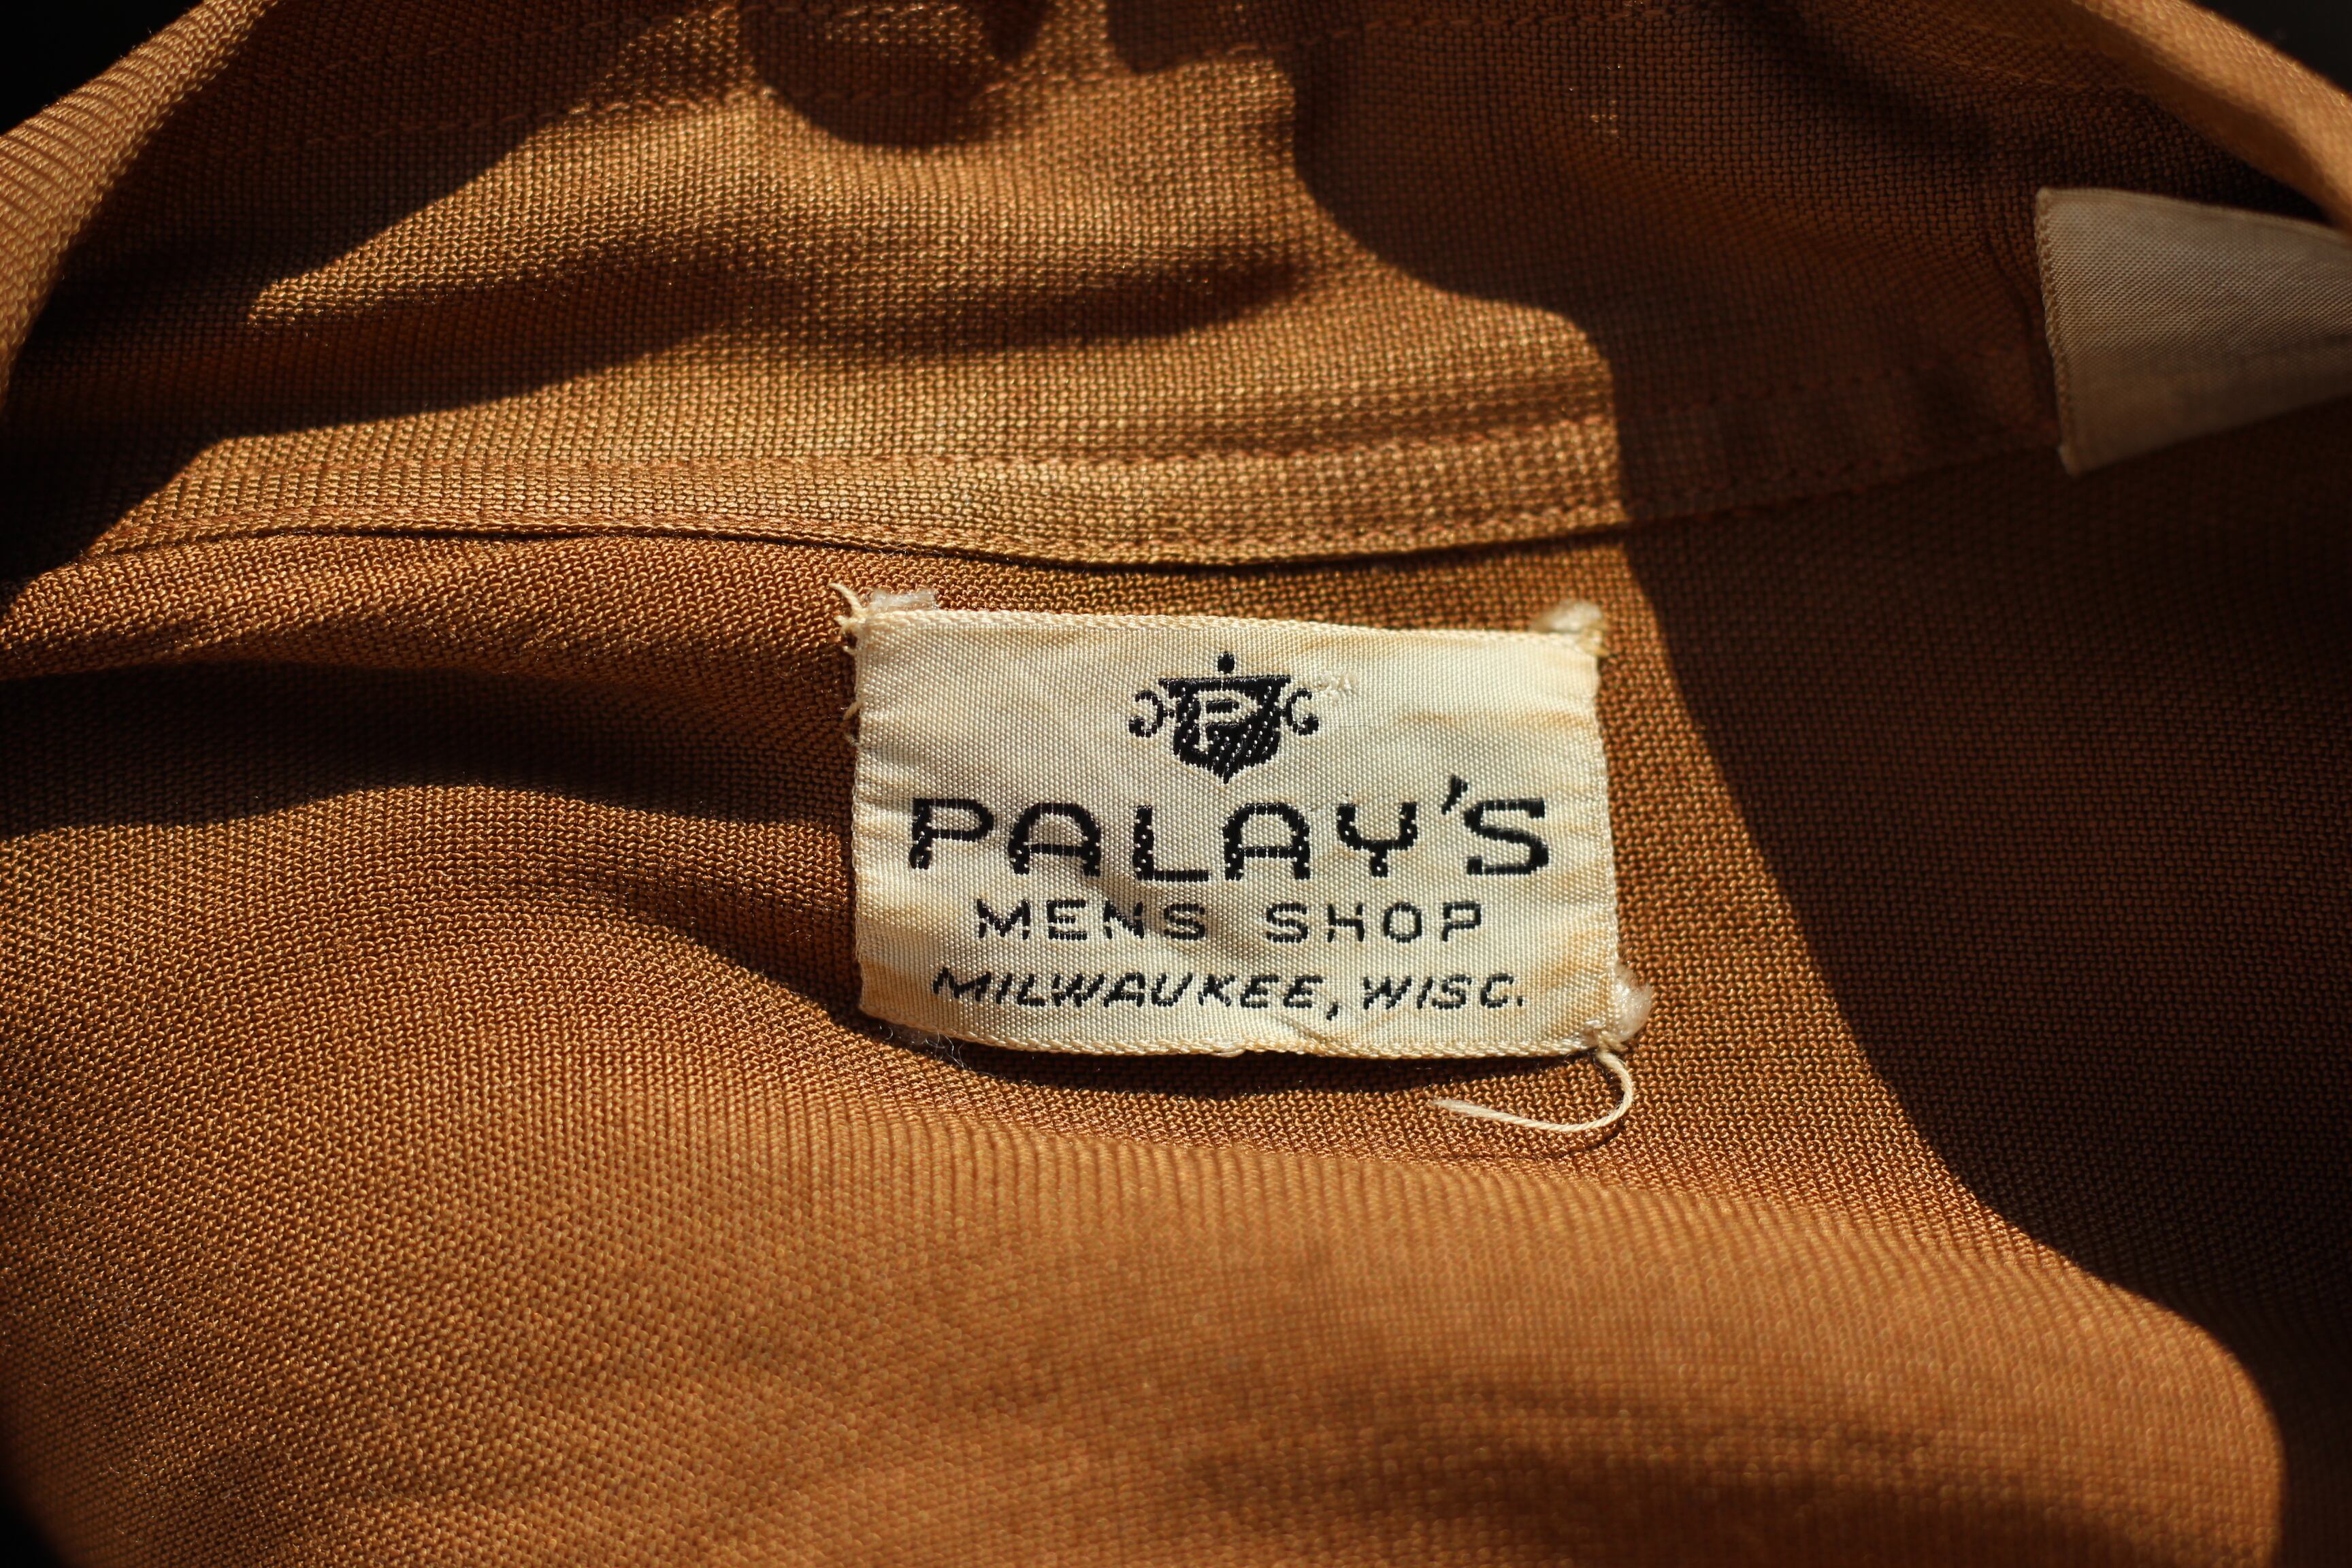 P
PALAY'S
MENS SHOP
MILWAUKEE, WISC.